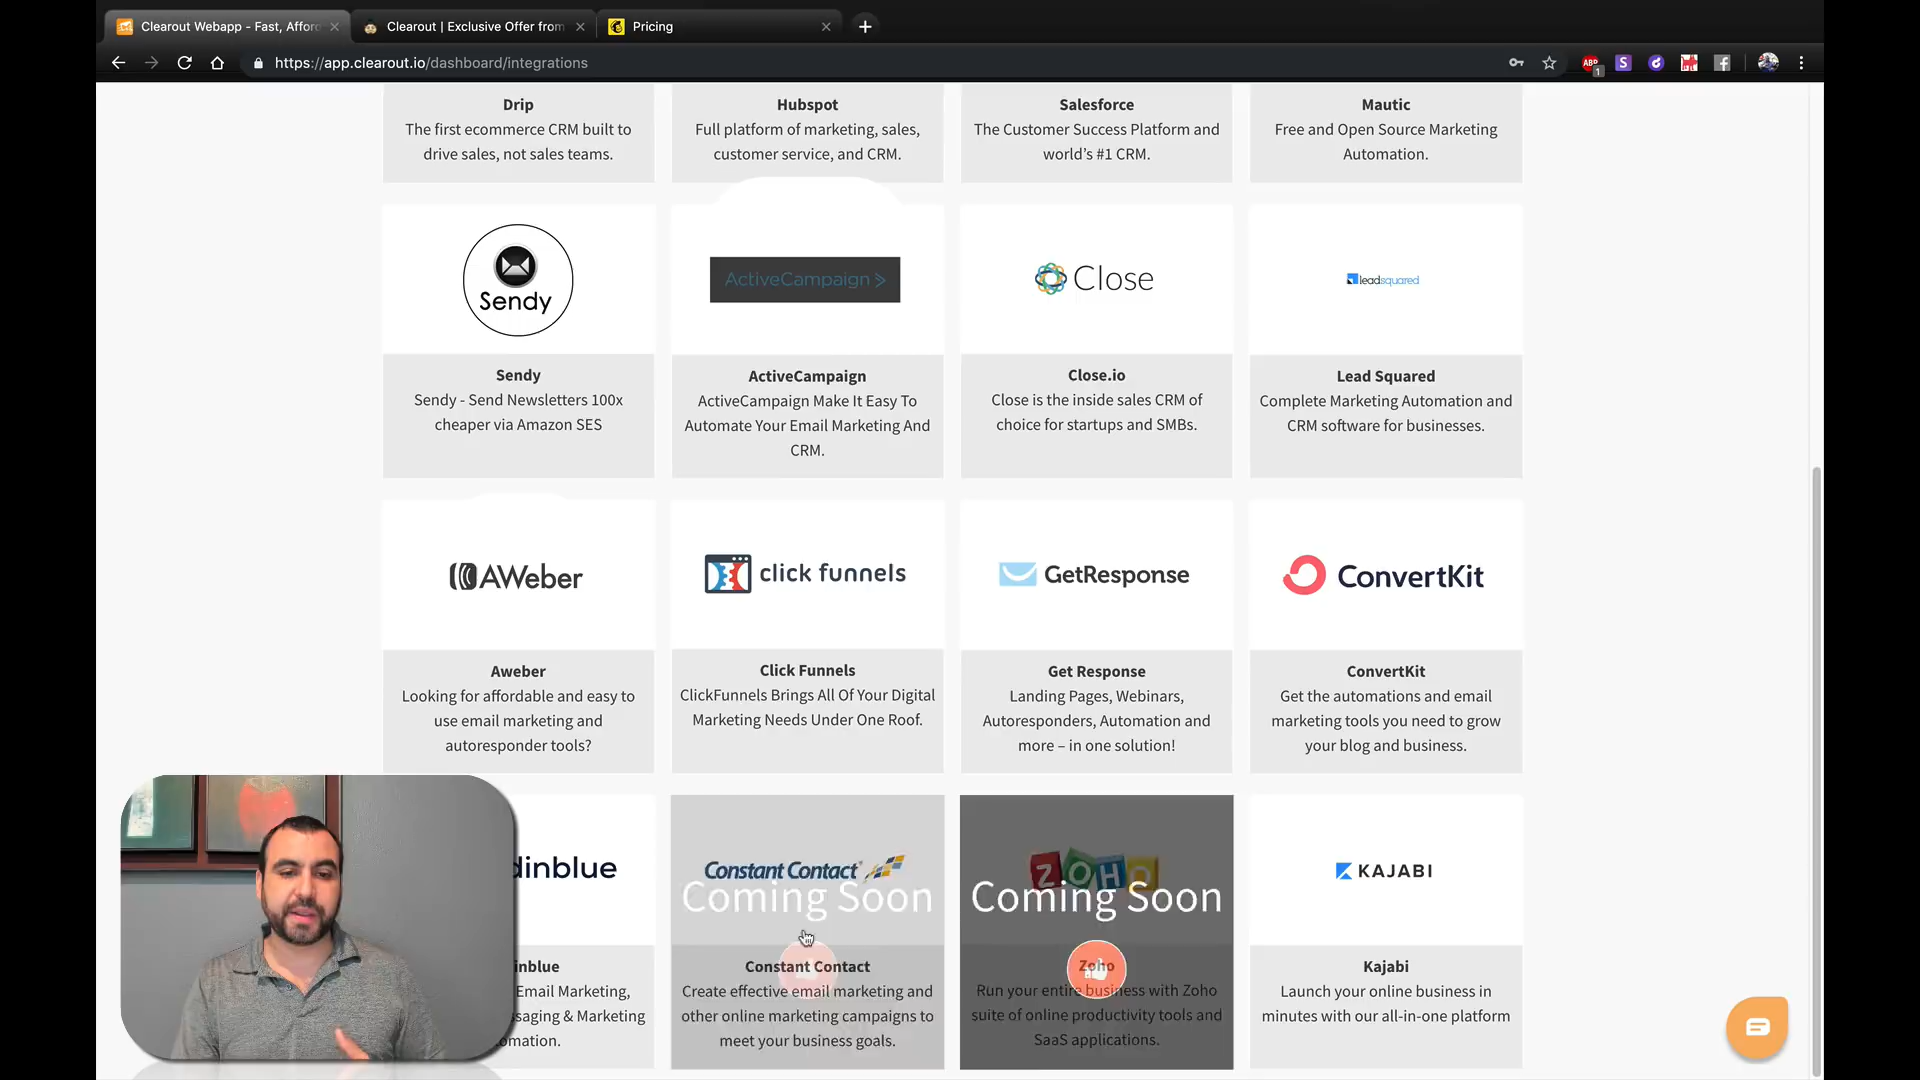 Clearout Webapp - Fast, Affor
Clearout | Exclusive Offer from
Pricing
https://app.clearout.io/dashboard/integrations
ABP
1
S
Drip
The first ecommerce CRM built to
drive sales, not sales teams.
Hubspot
Full platform of marketing, sales,
customer service, and CRM.
Salesforce
The Customer Success Platform and
world's #1 CRM.
Mautic
Free and Open Source Marketing
Automation.
Sendy
Sendy
Sendy - Send Newsletters 100x
cheaper via Amazon SES
ActiveCampaign >
ActiveCampaign
ActiveCampaign Make It Easy To
Automate Your Email Marketing And
CRM.
Close
Close.io
Close is the inside sales CRM of
choice for startups and SMBs.
leadsquared
Lead Squared
Complete Marketing Automation and
CRM software for businesses.
AWeber
Aweber
Looking for affordable and easy to
use email marketing and
autoresponder tools?
click funnels
Click Funnels
ClickFunnels Brings All Of Your Digital
Marketing Needs Under One Roof.
GetResponse
Get Response
Landing Pages, Webinars,
Autoresponders, Automation and
more – in one solution!
ConvertKit
ConvertKit
Get the automations and email
marketing tools you need to grow
your blog and business.
dinblue
inblue
Email Marketing,
saging & Marketing
omation.
Constant Contact
Coming Soon
Constant Contact
Create effective email marketing and
other online marketing campaigns to
meet your business goals.
ZOHO
Coming Soon
Zoho
Run your entire business with Zoho
suite of online productivity tools and
SaaS applications.
KAJABI
Kajabi
Launch your online business in
minutes with our all-in-one platform